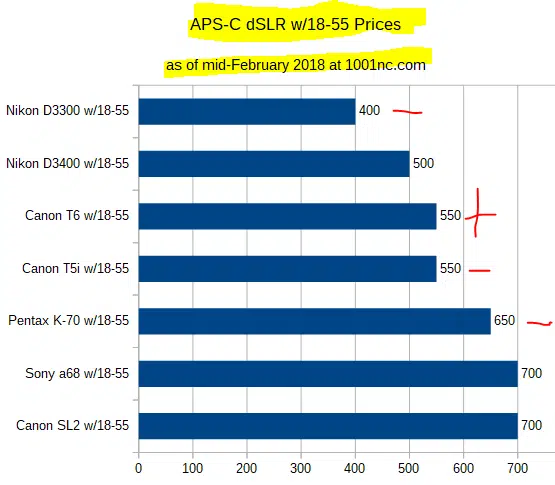 APS-C dSLR w/18-55 Prices
as of mid-February 2018 at 1001nc.com
Nikon D3300 w/18-55 400
Nikon D3400 w/18-55 500
Canon T6 w/18-55 550
Canon T5i w/18-55 550
Pentax K-70 w/18-55 650
Sony a68 w/18-55 700
Canon SL2 w/18-55 700
0 100 200 300 400 500 600 700